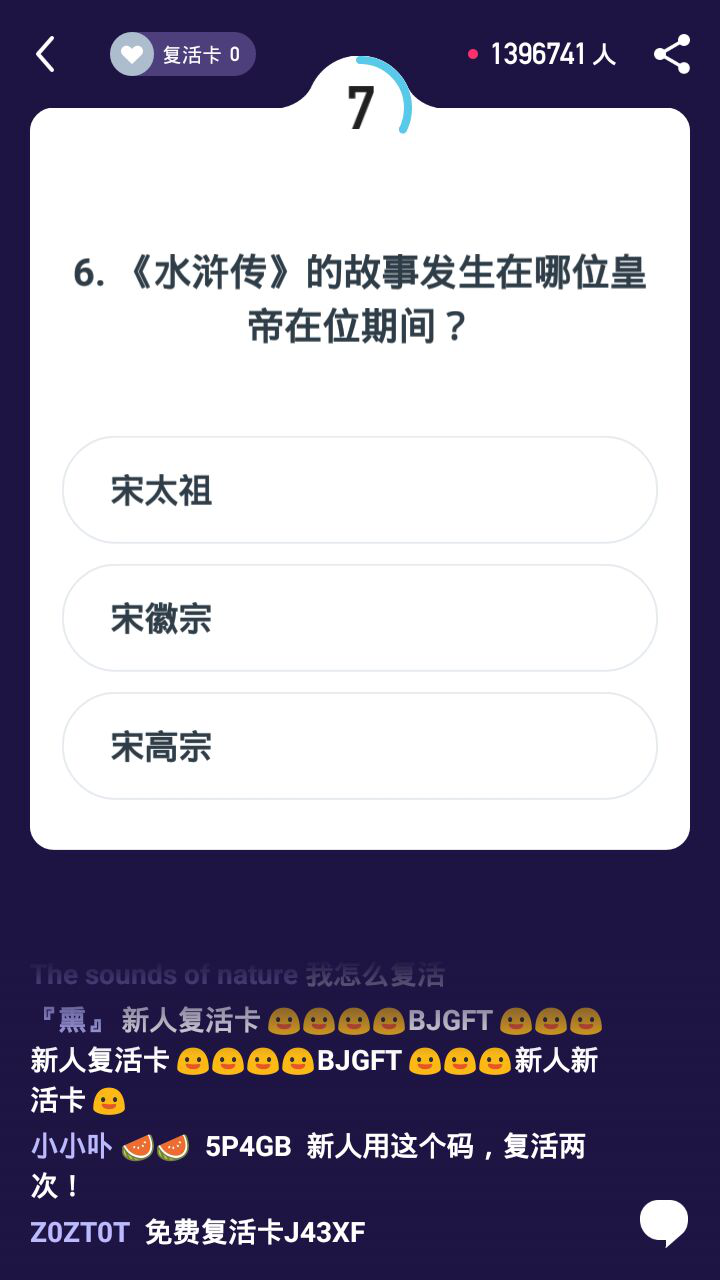 复活卡 0
1396741 人
7
6. 《水浒传》的故事发生在哪位皇
帝在位期间？
宋太祖
宋徽宗
宋高宗
The sounds of nature 我怎么复活
『熏』 新人复活卡 😀😀😀😀BJGFT 😀😀😀
新人复活卡 😀😀😀😀BJGFT 😀😀😀新人新
活卡 😀
小小卟 🍉🍉 5P4GB 新人用这个码，复活两
次！
Z0ZT0T 免费复活卡J43XF